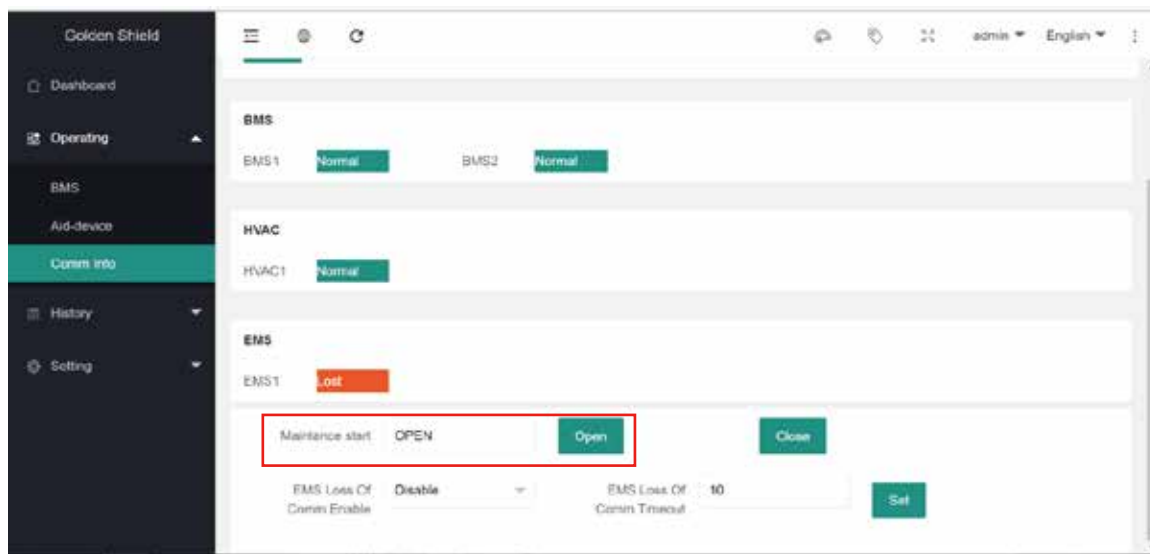 Golden Shield
admin English
Dashboard
Operating
BMS
Aid-device
Comm info
History
Setting
BMS
BMS1 Normal BMS2 Normal
HVAC
HVAC1 Normal
EMS
EMS1 Lost
Maintance start OPEN Open Close
EMS Loss Of Comm Enable Disable EMS Loss Of Comm Timeout 10 Set